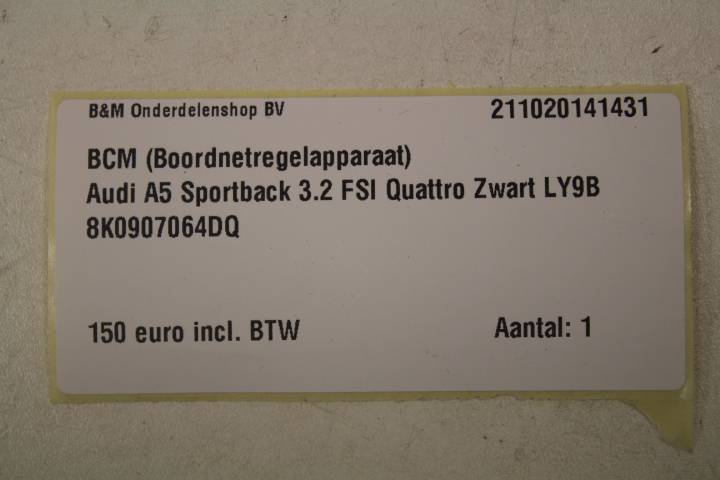 B&M Onderdelenshop BV 211020141431
BCM (Boordnetregelapparaat)
Audi A5 Sportback 3.2 FSI Quattro Zwart LY9B
8K0907064DQ
150 euro incl. BTW Aantal: 1